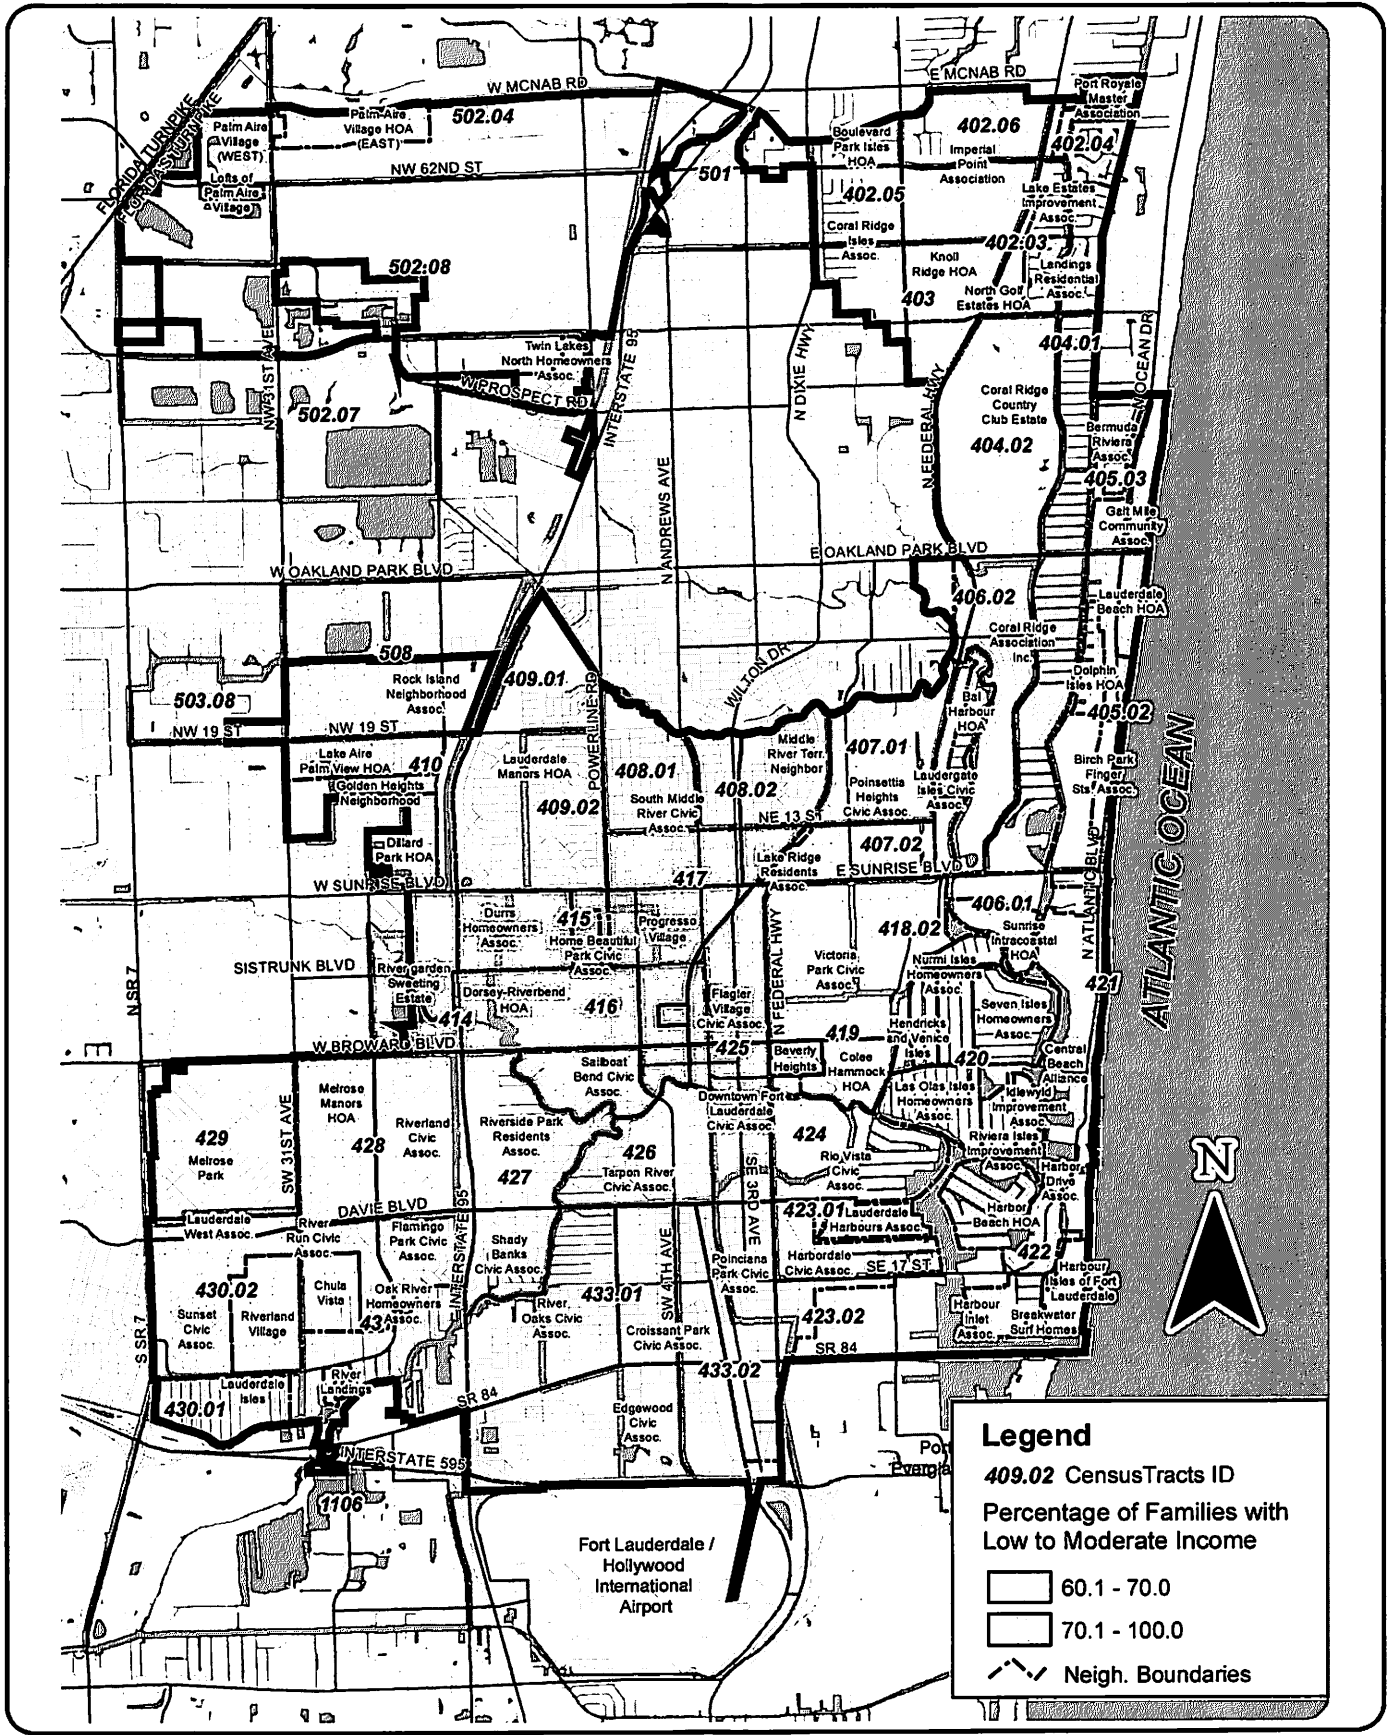 E MCNAB RD
W MCNAB RD
Port Royale
Master
Association
FLORIDA TURNPIKE
FLORIDA TURNPIKE
Palm Aire
Village
(WEST)
Palm-Aire
Village HOA
(EAST)
502.04
Boulevard
Park Isles
HOA
402.06
402.04
Imperial
Point
Association
NW 62ND ST
501
Lofts of
Palm Aire
Village
402.05
Lake Estates
Improvement
Assoc.
Coral Ridge
Isles
Assoc.
402.03
Knoll
Ridge HOA
Landings
Residential
Assoc.
502.08
403
North Golf
Estates HOA
NW 31ST AVE
Twin Lakes
North Homeowners
Assoc.
INTERSTATE 95
N DIXIE HWY
404.01
N OCEAN DR
W PROSPECT RD
N FEDERAL HWY
Coral Ridge
Country
Club Estate
502.07
404.02
Bermuda
Riviera
Assoc.
405.03
N ANDREWS AVE
Galt Mile
Community
Assoc.
E OAKLAND PARK BLVD
W OAKLAND PARK BLVD
406.02
Lauderdale
Beach HOA
Coral Ridge
Association
Inc.
508
Rock Island
Neighborhood
Assoc.
409.01
POWERLINE RD
WILTON DR
Dolphin
Isles HOA
503.08
Bal
Harbour
HOA
405.02
NW 19 ST
NW 19 ST
Lake Aire
Palm View HOA
410
Lauderdale
Manors HOA
408.01
Middle
River Terr.
Neighbor
407.01
Birch Park
Finger
Sts. Assoc.
Golden Heights
Neighborhood
409.02
South Middle
River Civic
Assoc.
408.02
Poinsettia
Heights
Civic Assoc.
Laudergate
Isles Civic
Assoc.
NE 13 ST
Dillard
Park HOA
407.02
Lake Ridge
Residents
Assoc.
E SUNRISE BLVD
W SUNRISE BLVD
417
N ATLANTIC BLVD
ATLANTIC OCEAN
406.01
Durrs
Homeowners
Assoc.
415
Home Beautiful
Park Civic
Assoc.
Progresso
Village
N FEDERAL HWY
418.02
Sunrise
Intracoastal
HOA
N SR 7
SISTRUNK BLVD
Rivergarden
Sweeting
Estate
Victoria
Park Civic
Assoc.
Nurmi Isles
Homeowners
Assoc.
421
Dorsey-Riverbend
HOA
416
Flagler
Village
Civic Assoc.
Seven Isles
Homeowners
Assoc.
414
419
Hendricks
and Venice
Isles
W BROWARD BLVD
425
Beverly
Heights
Colee
Hammock
HOA
420
Central
Beach
Alliance
Sailboat
Bend Civic
Assoc.
Las Olas Isles
Homeowners
Assoc.
Idlewyld
Improvement
Assoc.
Melrose
Manors
HOA
Downtown Fort
Lauderdale
Civic Assoc.
SW 31ST AVE
429
Melrose
Park
428
Riverland
Civic
Assoc.
Riverside Park
Residents
Assoc.
426
424
Riviera Isles
Improvement
Assoc.
N
427
Tarpon River
Civic Assoc.
SE 3RD AVE
Rio Vista
Civic
Assoc.
Harbor
Drive
Assoc.
DAVIE BLVD
Lauderdale
West Assoc.
River
Run Civic
Assoc.
Flamingo
Park Civic
Assoc.
INTERSTATE 95
423.01
Lauderdale
Harbours Assoc.
Harbor
Beach HOA
Shady
Banks
Civic Assoc.
SW 4TH AVE
Poinciana
Park Civic
Assoc.
Harbordale
Civic Assoc.
SE 17 ST
422
430.02
Chula
Vista
Oak River
Homeowners
Assoc.
433.01
Harbour
Isles of Fort
Lauderdale
Sunset
Civic
Assoc.
Riverland
Village
43
River
Oaks Civic
Assoc.
423.02
Harbour
Inlet
Assoc.
Breakwater
Surf Homes
S SR 7
Croissant Park
Civic Assoc.
SR 84
433.02
Lauderdale
Isles
River
Landings
430.01
SR 84
Edgewood
Civic
Assoc.
INTERSTATE 595
Port
Evergla
1106
Fort Lauderdale /
Hollywood
International
Airport
Legend
409.02 CensusTracts ID
Percentage of Families with
Low to Moderate Income
60.1 - 70.0
70.1 - 100.0
Neigh. Boundaries